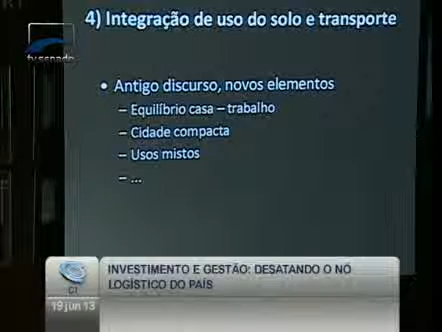 4) Integração de uso do solo e transporte
tv senado
• Antigo discurso, novos elementos
– Equilíbrio casa – trabalho
– Cidade compacta
– Usos mistos
– ...
INVESTIMENTO E GESTÃO: DESATANDO O NÓ
LOGÍSTICO DO PAÍS
CI
19 jun 13